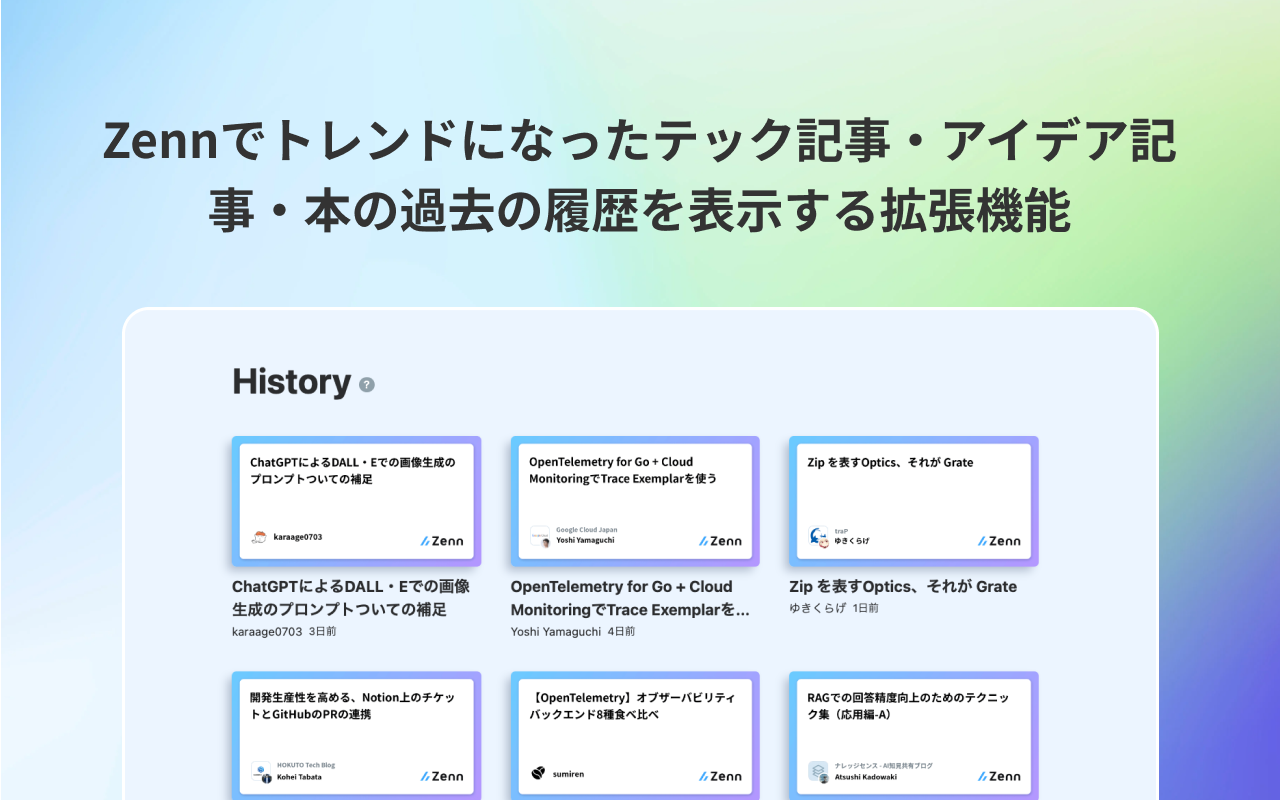 Zennでトレンドになったテック記事・アイデア記
事・本の過去の履歴を表示する拡張機能
History ?
ChatGPTによるDALL・Eでの画像生成の
プロンプトついての補足
karaage0703
Zenn
ChatGPTによるDALL・Eでの画像
生成のプロンプトついての補足
karaage0703 3日前
OpenTelemetry for Go + Cloud
MonitoringでTrace Exemplarを使う
Google Cloud Japan
Yoshi Yamaguchi
Zenn
OpenTelemetry for Go + Cloud
MonitoringでTrace Exemplarを...
Yoshi Yamaguchi 4日前
Zip を表すOptics、それが Grate
traP
ゆきくらげ
Zenn
Zip を表すOptics、それが Grate
ゆきくらげ 1日前
開発生産性を高める、Notion上のチケッ
トとGitHubのPRの連携
HOKUTO Tech Blog
Kohei Tabata
Zenn
【OpenTelemetry】オブザーバビリティ
バックエンド8種食べ比べ
sumiren
Zenn
RAGでの回答精度向上のためのテクニッ
ク集（応用編-A）
ナレッジセンス - AI知見共有ブログ
Atsushi Kadowaki
Zenn